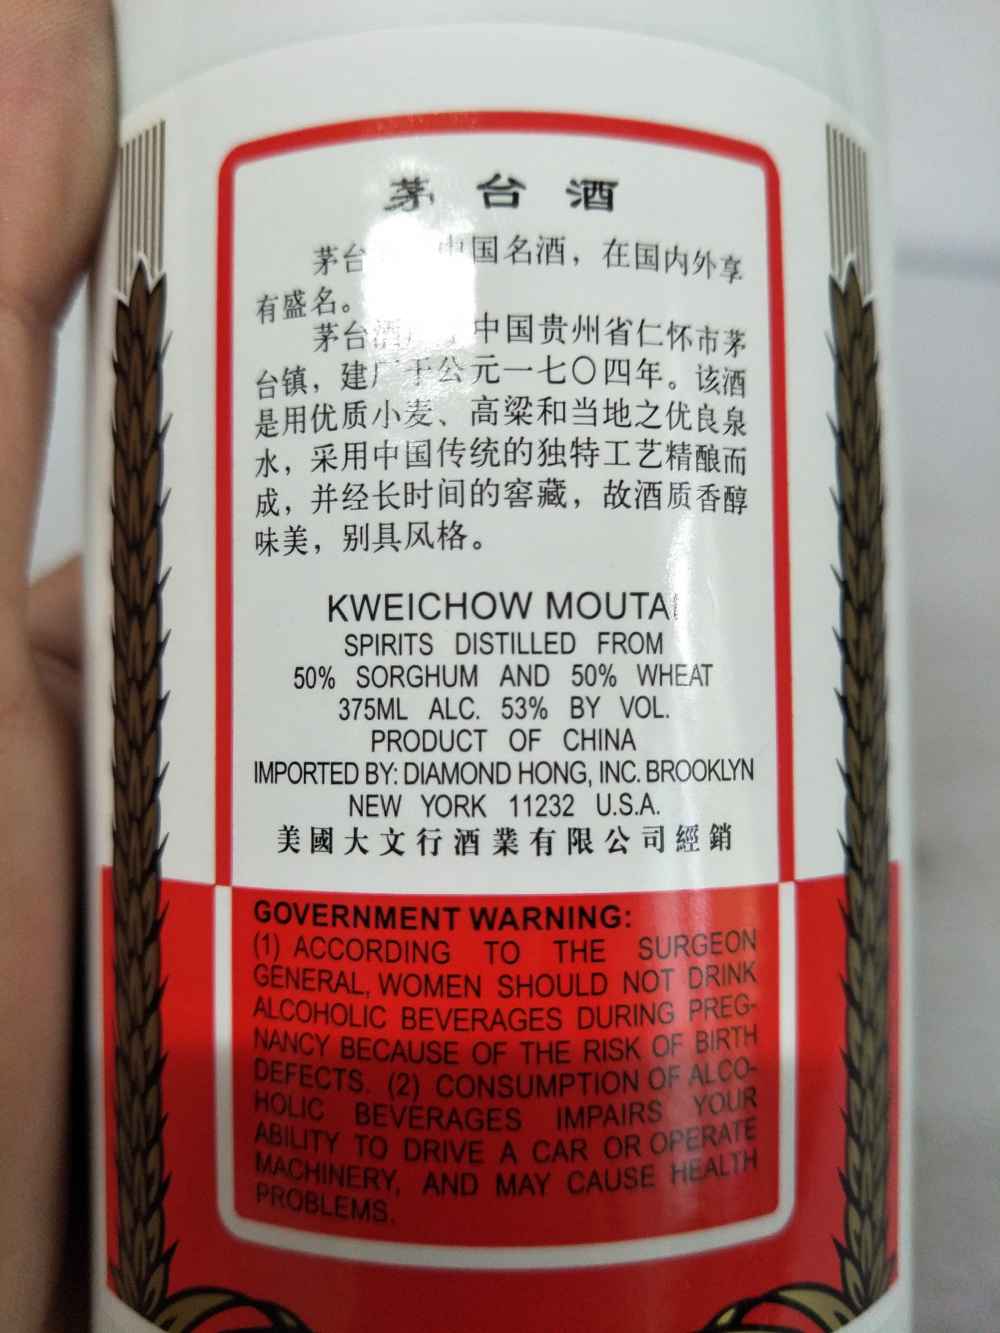 茅台酒
茅台 中国名酒，在国内外享
有盛名。
茅台酒 中国贵州省仁怀市茅
台镇，建厂于公元一七〇四年。该酒
是用优质小麦、高粱和当地之优良泉
水，采用中国传统的独特工艺精酿而
成，并经长时间的窖藏，故酒质香醇
味美，别具风格。
KWEICHOW MOUTAI
SPIRITS DISTILLED FROM
50% SORGHUM AND 50% WHEAT
375ML ALC. 53% BY VOL.
PRODUCT OF CHINA
IMPORTED BY: DIAMOND HONG, INC. BROOKLYN
NEW YORK 11232 U.S.A.
美國大文行酒業有限公司經銷
GOVERNMENT WARNING:
(1) ACCORDING TO THE SURGEON
GENERAL, WOMEN SHOULD NOT DRINK
ALCOHOLIC BEVERAGES DURING PREG-
NANCY BECAUSE OF THE RISK OF BIRTH
DEFECTS. (2) CONSUMPTION OF ALCO-
HOLIC BEVERAGES IMPAIRS YOUR
ABILITY TO DRIVE A CAR OR OPERATE
MACHINERY, AND MAY CAUSE HEALTH
PROBLEMS.